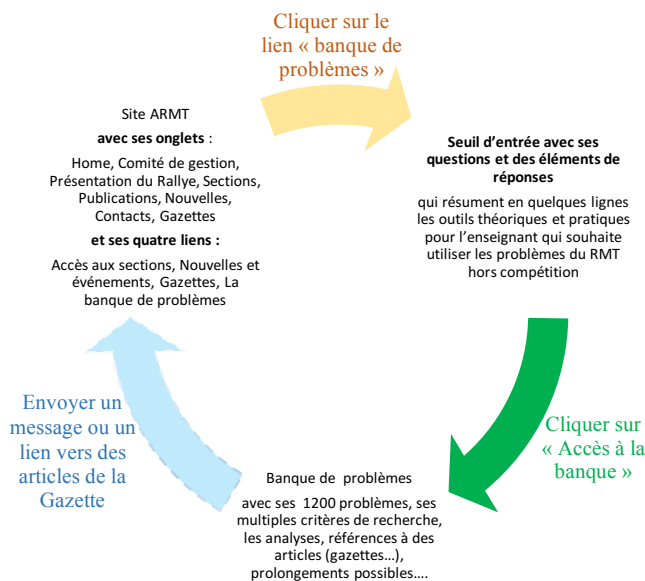 Cliquer sur le
lien « banque de
problèmes »
Site ARMT
avec ses onglets :
Home, Comité de gestion,
Présentation du Rallye, Sections,
Publications, Nouvelles,
Contacts, Gazettes
et ses quatre liens :
Accès aux sections, Nouvelles et
événements, Gazettes, La
banque de problèmes
Seuil d’entrée avec ses
questions et des éléments de
réponses
qui résument en quelques lignes
les outils théoriques et pratiques
pour l’enseignant qui souhaite
utiliser les problèmes du RMT
hors compétition
Cliquer sur
« Accès à la
banque »
Banque de problèmes
avec ses 1200 problèmes, ses
multiples critères de recherche,
les analyses, références à des
articles (gazettes…),
prolongements possibles….
Envoyer un
message ou un
lien vers des
articles de la
Gazette